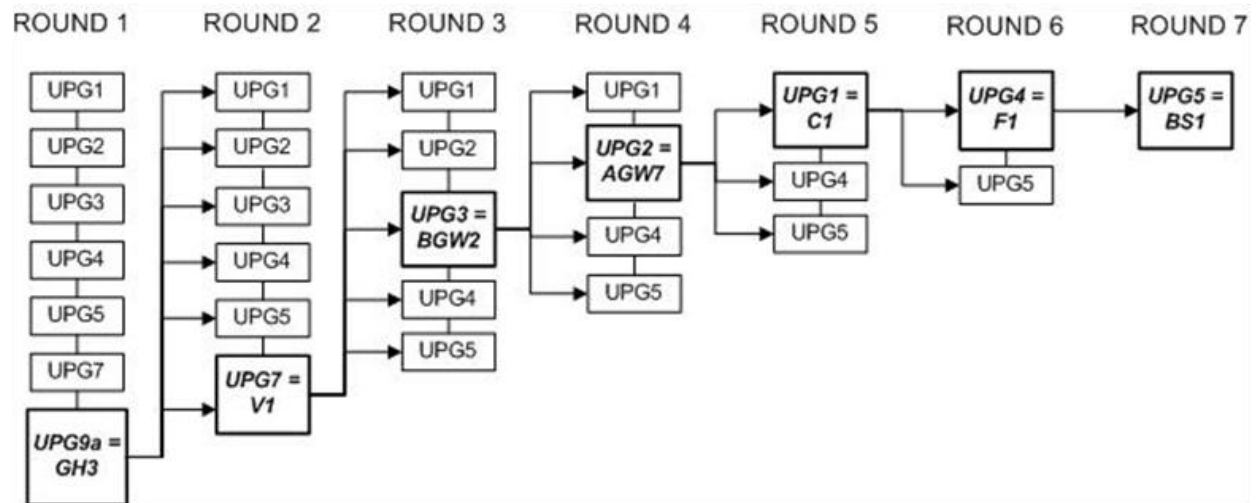 ROUND 1
ROUND 2
ROUND 3
ROUND 4
ROUND 5
ROUND 6
ROUND 7
UPG1
UPG2
UPG3
UPG4
UPG5
UPG7
UPG9a =
GH3
UPG1
UPG2
UPG3
UPG4
UPG5
UPG7 =
V1
UPG1
UPG2
UPG3 =
BGW2
UPG4
UPG5
UPG1
UPG2 =
AGW7
UPG4
UPG5
UPG1 =
C1
UPG4
UPG5
UPG4 =
F1
UPG5
UPG5 =
BS1